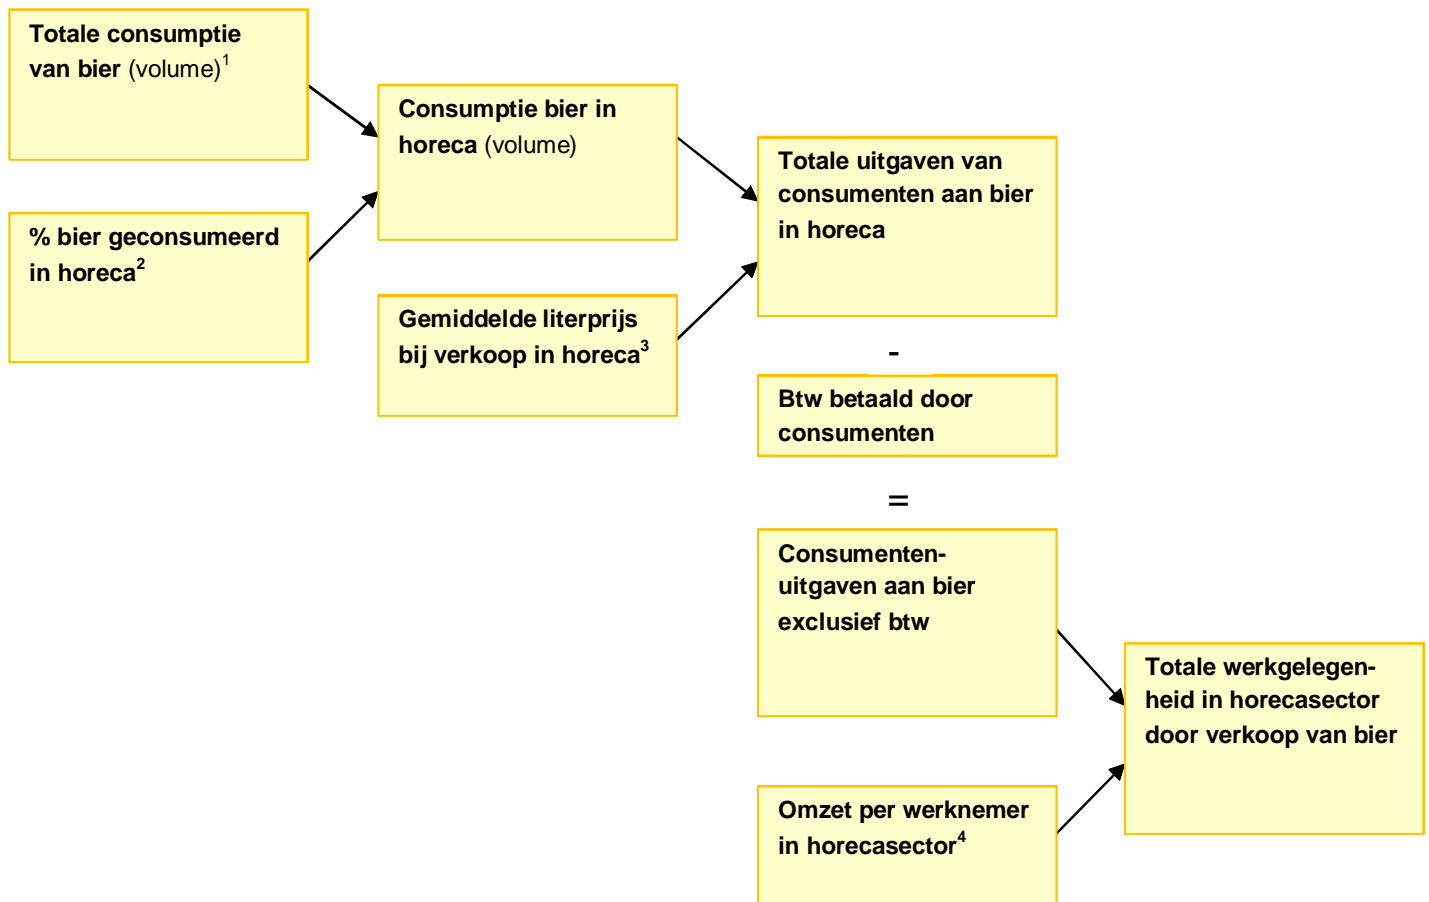 Totale consumptie
van bier (volume)¹
% bier geconsumeerd
in horeca²
Consumptie bier in
horeca (volume)
Gemiddelde literprijs
bij verkoop in horeca³
Totale uitgaven van
consumenten aan bier
in horeca
-
Btw betaald door
consumenten
=
Consumenten-
uitgaven aan bier
exclusief btw
Omzet per werknemer
in horecasector⁴
Totale werkgelegen-
heid in horecasector
door verkoop van bier